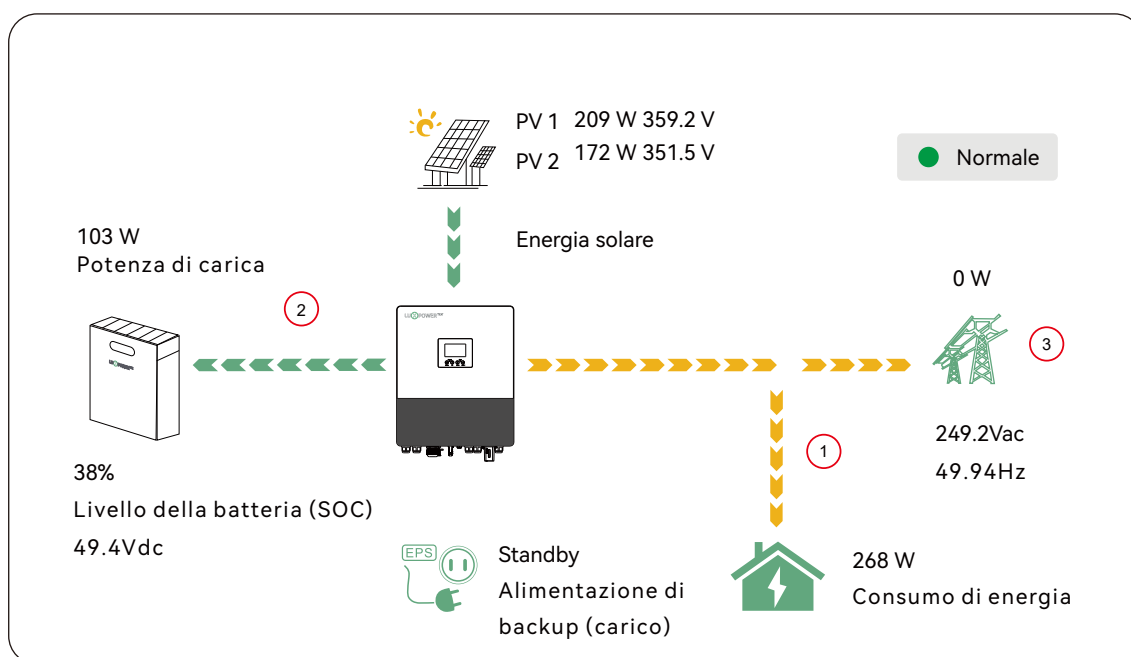 PV 1 209 W 359.2 V
PV 2 172 W 351.5 V
Normale
103 W
Potenza di carica
Energia solare
0 W
2
3
LUXPOWER
249.2Vac
49.94Hz
1
38%
Livello della batteria (SOC)
49.4Vdc
EPS
Standby
Alimentazione di
backup (carico)
268 W
Consumo di energia